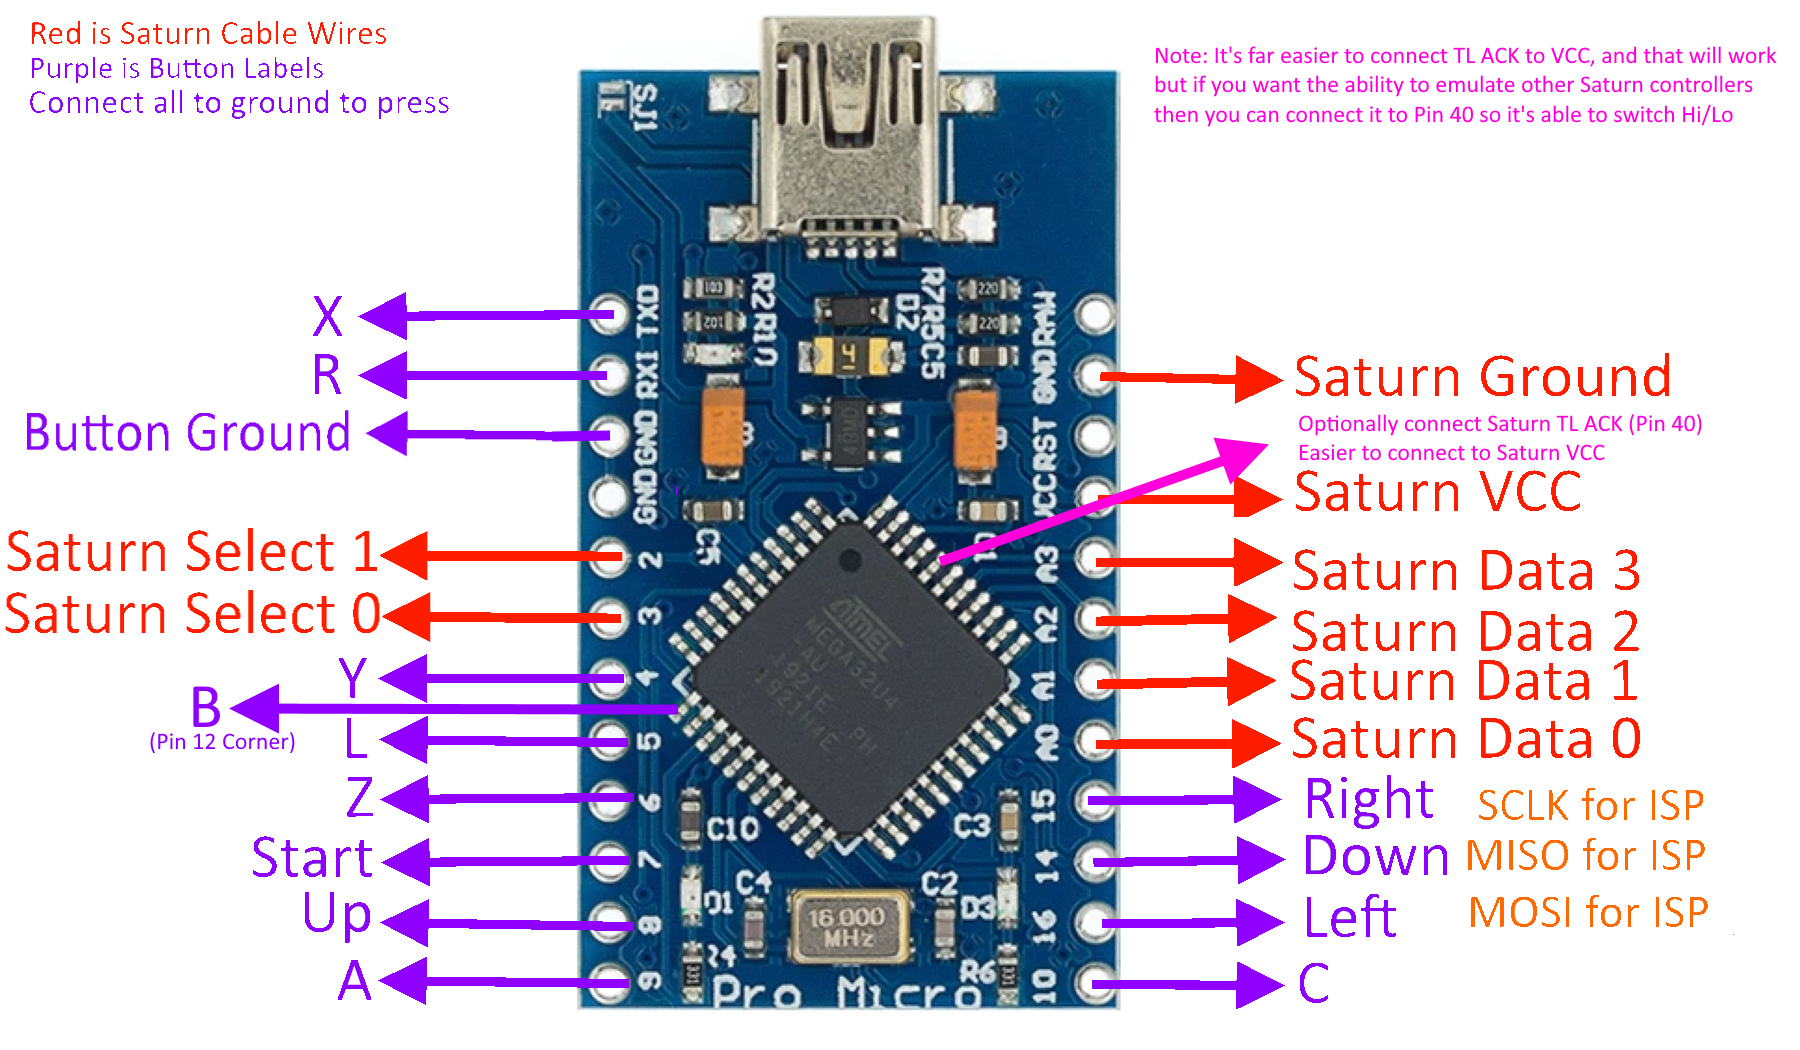 Red is Saturn Cable Wires
Purple is Button Labels
Connect all to ground to press
Note: It's far easier to connect TL ACK to VCC, and that will work
but if you want the ability to emulate other Saturn controllers
then you can connect it to Pin 40 so it's able to switch Hi/Lo
SJ1
X
R
Button Ground
Saturn Select 1
Saturn Select 0
Y
B
(Pin 12 Corner)
L
Z
Start
Up
A
TXO
RXI
GND
GND
2
3
4
5
6
7
8
9
R2
R10
103
102
D2
R7
R5
C5
220
220
4
C5
ATMEL
MEGA32U4
AU
1921E PH
1921H4E
C10
C3
D1
C4
C2
D3
16.000
MHz
R4
R6
331
331
Pro Micro
RAW
GND
RST
VCC
A3
A2
A1
A0
15
14
16
10
Saturn Ground
Optionally connect Saturn TL ACK (Pin 40)
Easier to connect to Saturn VCC
Saturn VCC
Saturn Data 3
Saturn Data 2
Saturn Data 1
Saturn Data 0
Right SCLK for ISP
Down MISO for ISP
Left MOSI for ISP
C